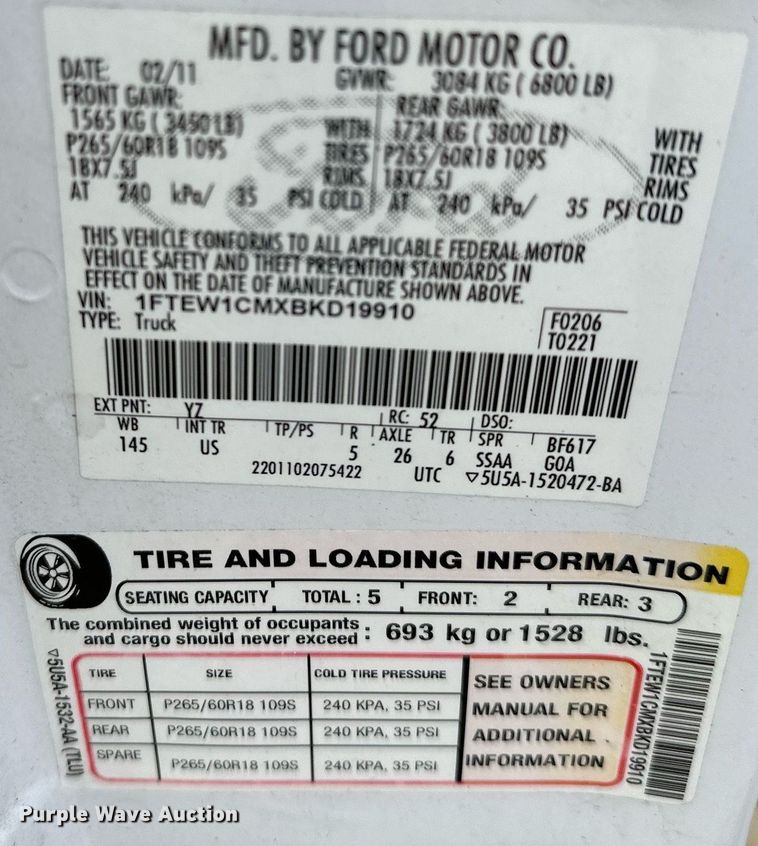 MFD. BY FORD MOTOR CO.
DATE: 02/11 GVWR: 3084 KG ( 6800 LB)
FRONT GAWR: REAR GAWR:
1565 KG ( 3450 LB) WITH 1724 KG ( 3800 LB) WITH
P265/60R18 109S TIRES P265/60R18 109S TIRES
18X7.5J RIMS 18X7.5J RIMS
AT 240 kPa/ 35 PSI COLD AT 240 kPa/ 35 PSI COLD
THIS VEHICLE CONFORMS TO ALL APPLICABLE FEDERAL MOTOR
VEHICLE SAFETY AND THEFT PREVENTION STANDARDS IN
EFFECT ON THE DATE OF MANUFACTURE SHOWN ABOVE.
VIN: 1FTEW1CMXBKD19910
TYPE: Truck
F0206
T0221
EXT PNT: YZ RC: 52 DSO:
WB INT TR TP/PS R AXLE TR SPR BF617
145 US 5 26 6 SSAA GOA
2201102075422 UTC ▽5U5A-1520472-BA
TIRE AND LOADING INFORMATION
SEATING CAPACITY TOTAL : 5 FRONT: 2 REAR: 3
The combined weight of occupants
and cargo should never exceed : 693 kg or 1528 lbs.
TIRE SIZE COLD TIRE PRESSURE
FRONT P265/60R18 109S 240 KPA, 35 PSI
REAR P265/60R18 109S 240 KPA, 35 PSI
SPARE P265/60R18 109S 240 KPA, 35 PSI
SEE OWNERS
MANUAL FOR
ADDITIONAL
INFORMATION
▽5U5A-1532-AA (TLU)
1FTEW1CMXBKD19910
Purple Wave Auction